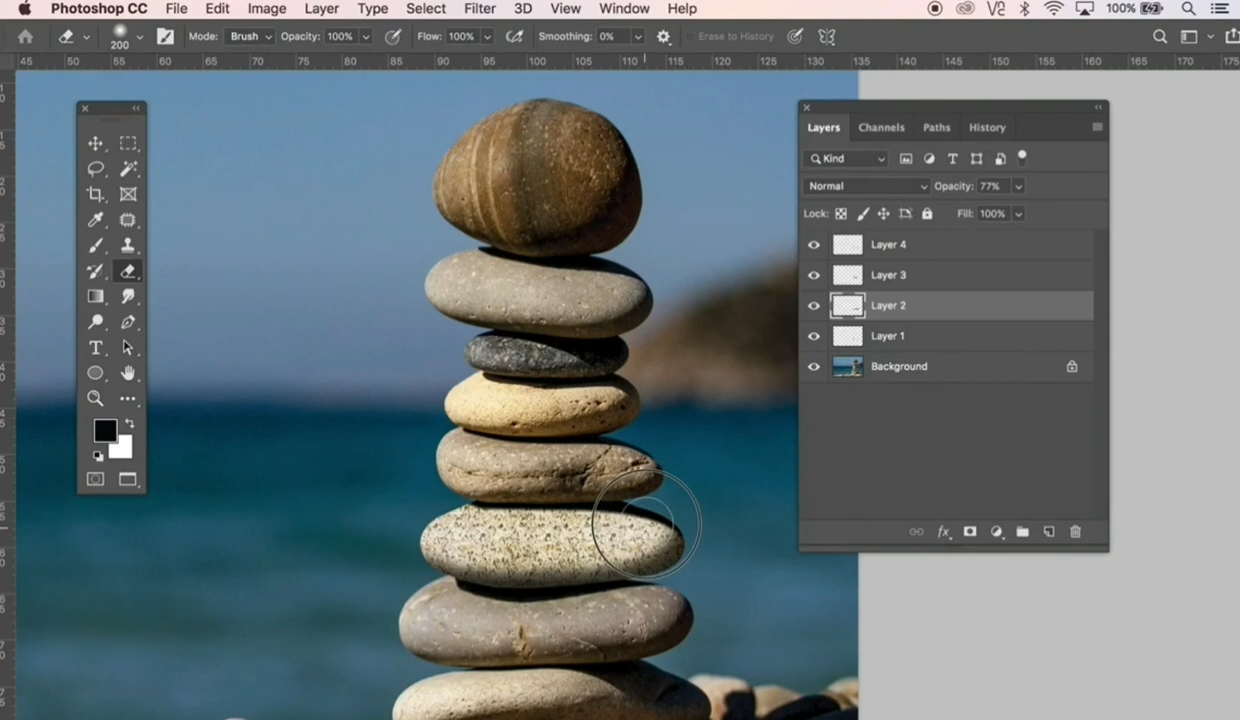 Photoshop CC File Edit Image Layer Type Select Filter 3D View Window Help 100%
200 Mode: Brush Opacity: 100% Flow: 100% Smoothing: 0% Erase to History
45 50 55 60 65 70 75 80 85 90 95 100 105 110 115 120 125 130 135 140 145 150 155 160 165 170 175
Layers Channels Paths History
Kind
Normal Opacity: 77%
Lock: Fill: 100%
Layer 4
Layer 3
Layer 2
Layer 1
Background